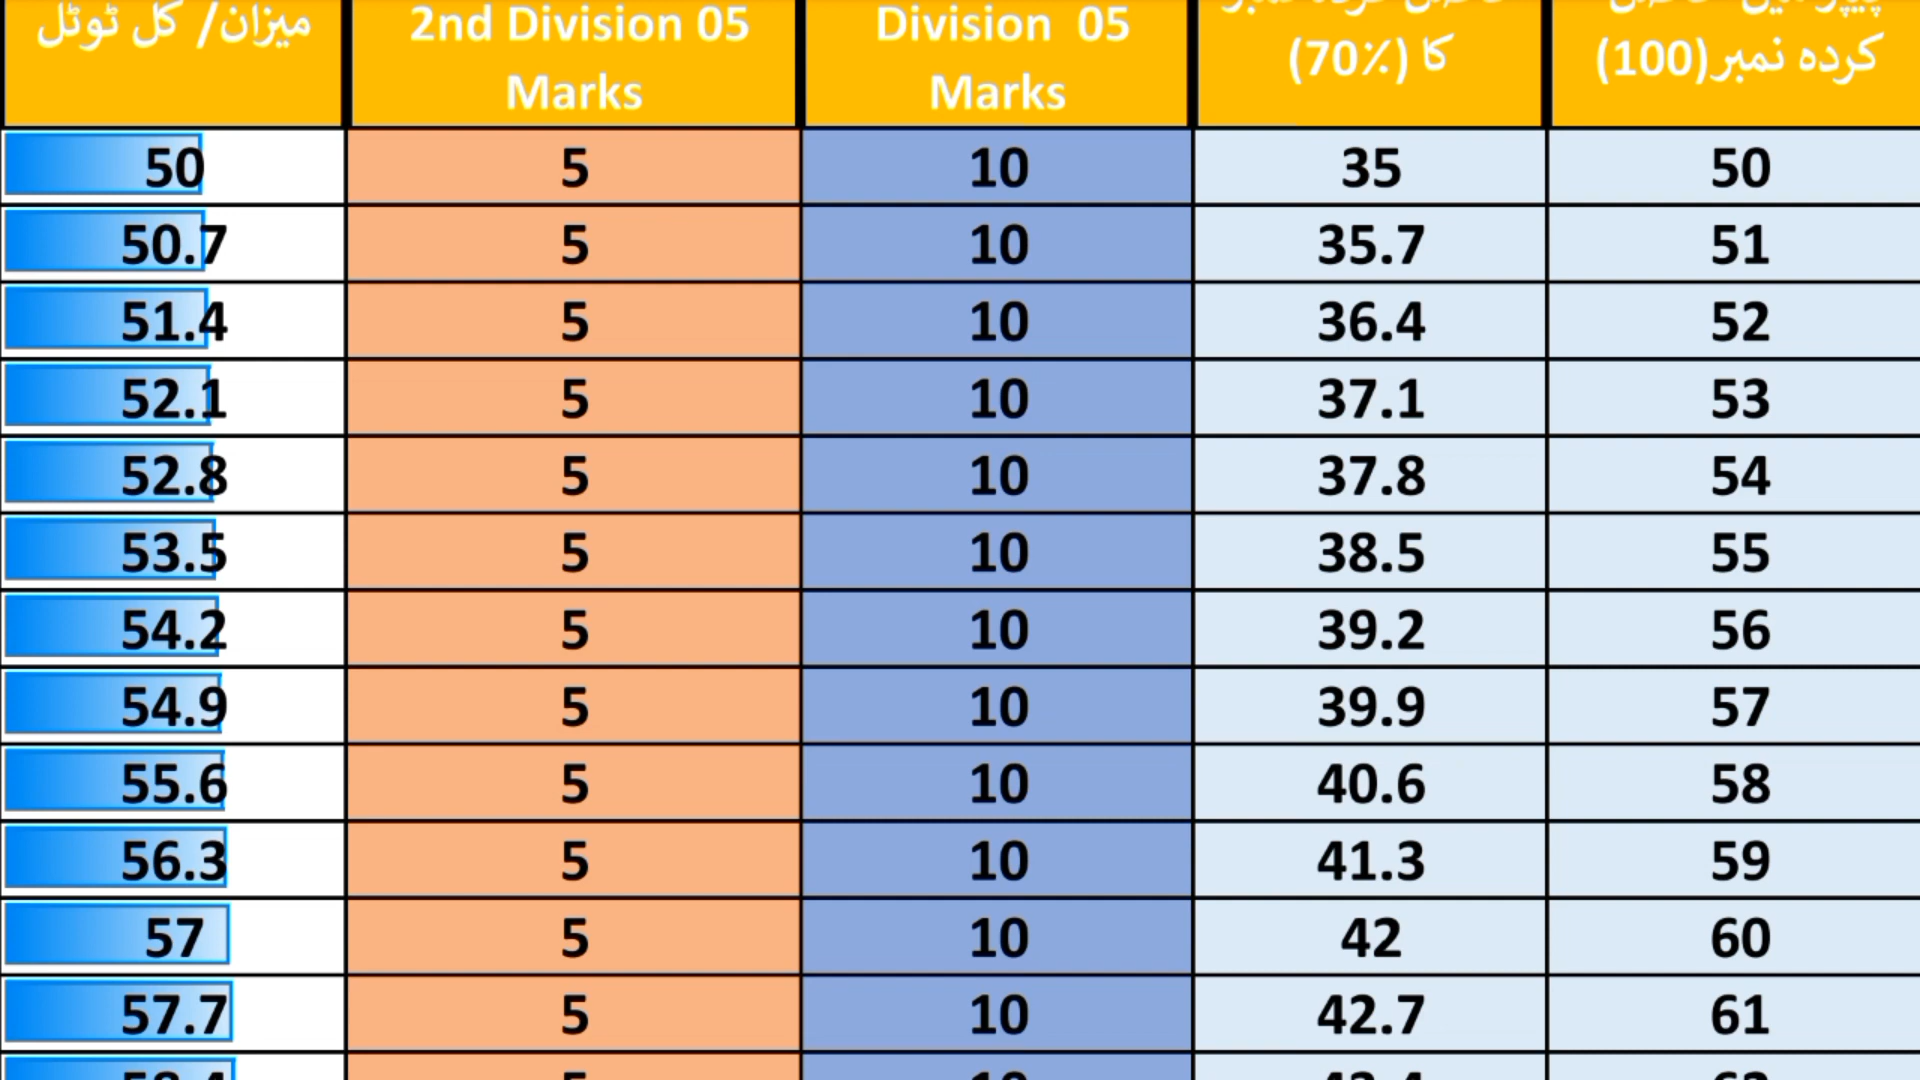 میزان/ کل ٹوٹل
2nd Division 05
Marks
Division 05
Marks
کا (70٪)
کردہ نمبر(100)
50 5 10 35 50
50.7 5 10 35.7 51
51.4 5 10 36.4 52
52.1 5 10 37.1 53
52.8 5 10 37.8 54
53.5 5 10 38.5 55
54.2 5 10 39.2 56
54.9 5 10 39.9 57
55.6 5 10 40.6 58
56.3 5 10 41.3 59
57 5 10 42 60
57.7 5 10 42.7 61